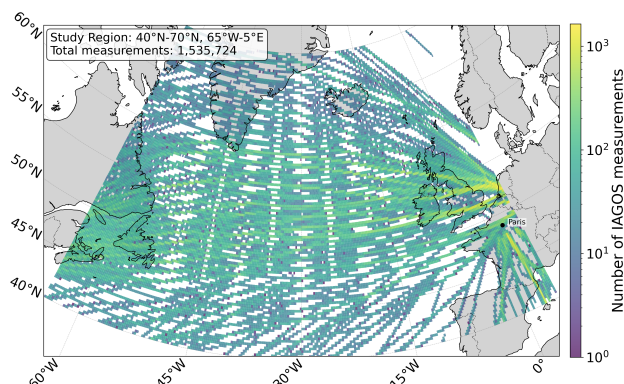 Study Region: 40°N-70°N, 65°W-5°E
Total measurements: 1,535,724
60°N
55°N
50°N
45°N
40°N
60°W
45°W
30°W
15°W
0°
Paris
10³
10²
10¹
10⁰
Number of IAGOS measurements